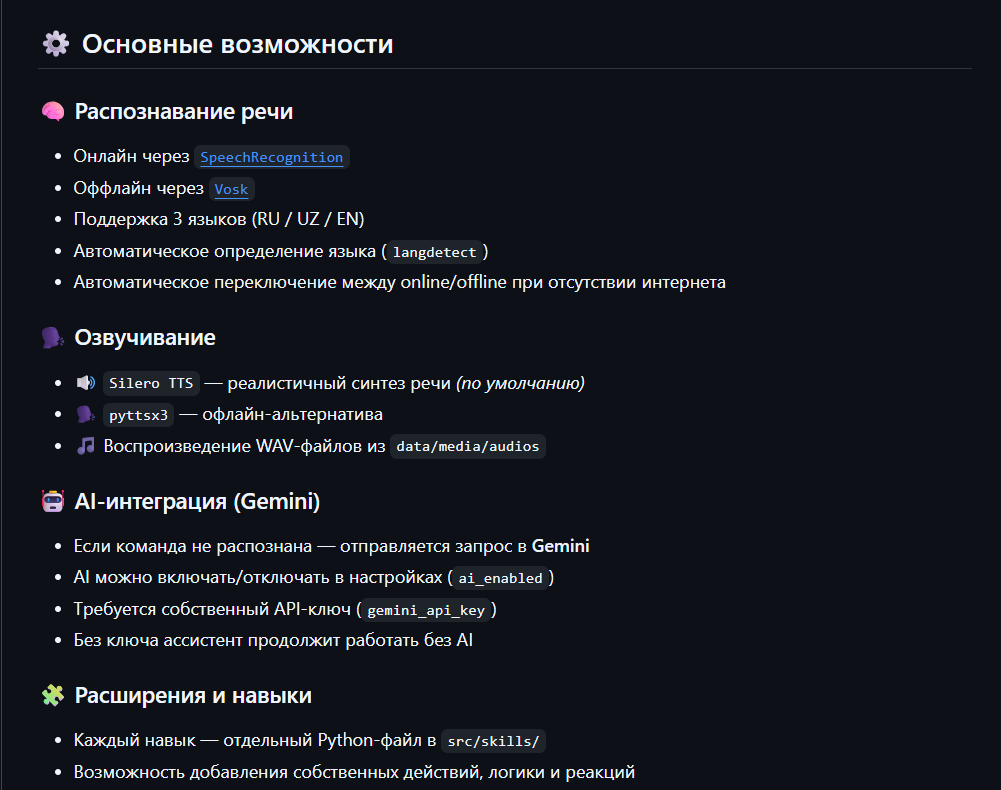 ⚙️ Основные возможности
🧠 Распознавание речи
• Онлайн через SpeechRecognition
• Оффлайн через Vosk
• Поддержка 3 языков (RU / UZ / EN)
• Автоматическое определение языка (langdetect)
• Автоматическое переключение между online/offline при отсутствии интернета
🗣️ Озвучивание
• 🔊 Silero TTS — реалистичный синтез речи (по умолчанию)
• 🗣️ pyttsx3 — офлайн-альтернатива
• 🎵 Воспроизведение WAV-файлов из data/media/audios
🤖 AI-интеграция (Gemini)
• Если команда не распознана — отправляется запрос в Gemini
• AI можно включать/отключать в настройках (ai_enabled)
• Требуется собственный API-ключ (gemini_api_key)
• Без ключа ассистент продолжит работать без AI
🧩 Расширения и навыки
• Каждый навык — отдельный Python-файл в src/skills/
• Возможность добавления собственных действий, логики и реакций